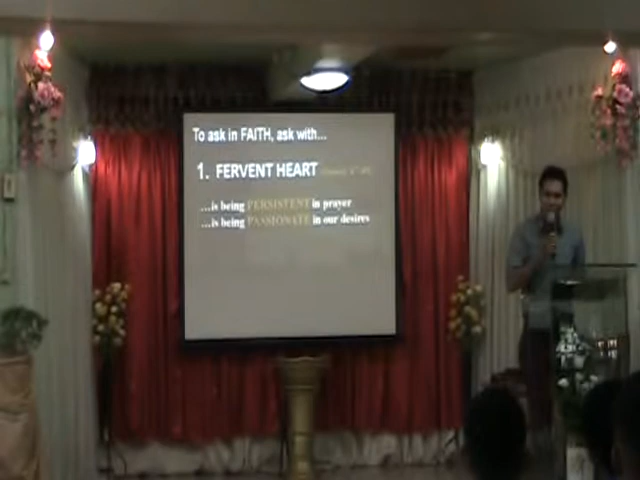 To ask in FAITH, ask with...
1. FERVENT HEART
...is being PERSISTENT in prayer
...is being PASSIONATE in our desires